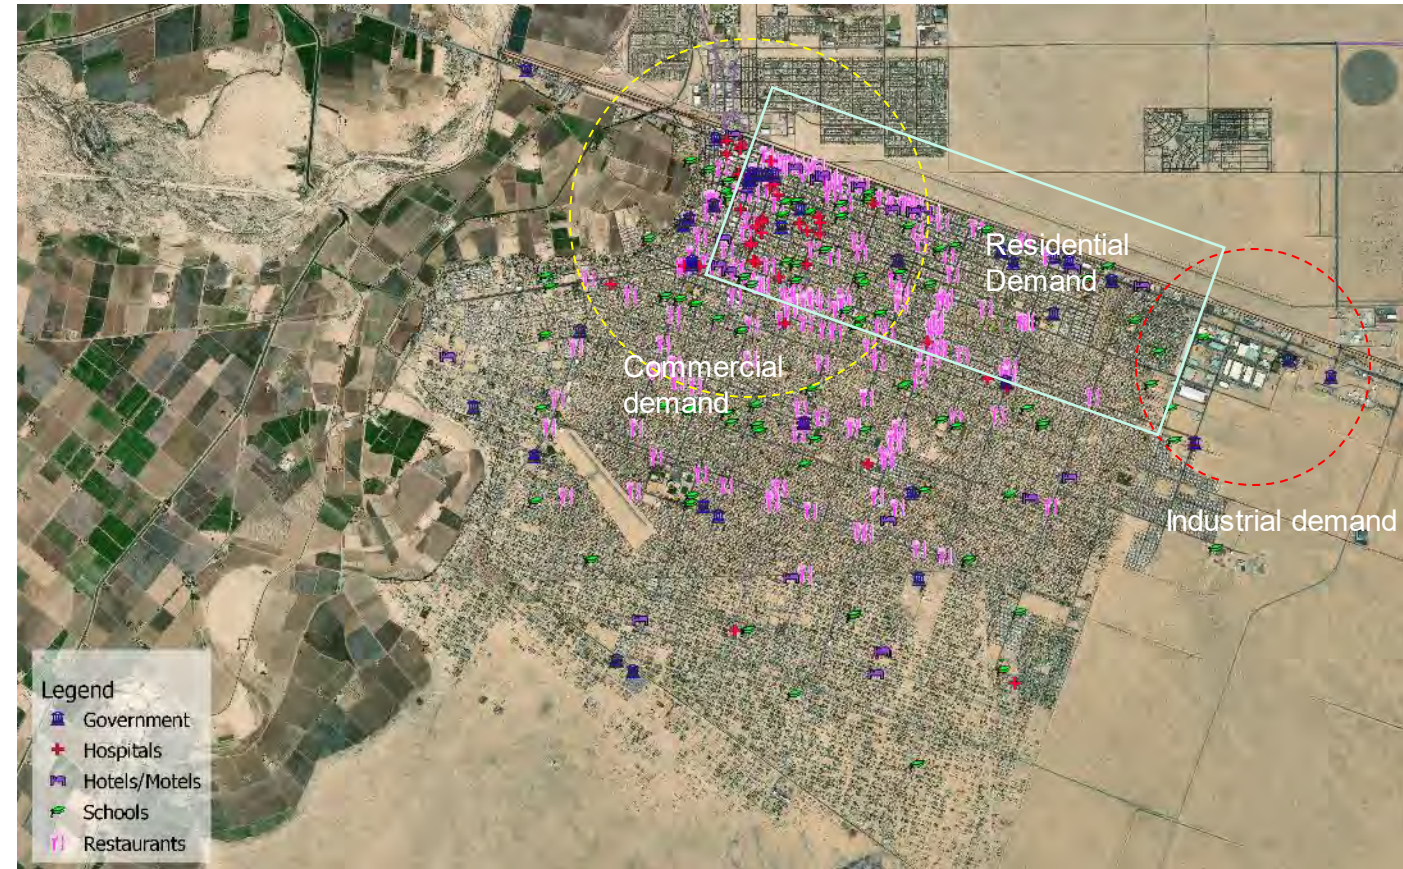 Residential
Demand
Commercial
demand
Industrial demand
Legend
Government
Hospitals
Hotels/Motels
Schools
Restaurants